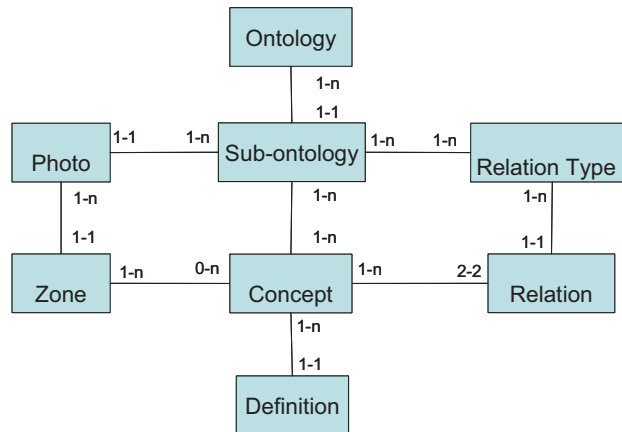 Ontology
1-n
1-1
1-1
1-n
1-n
1-n
Photo
Sub-ontology
Relation Type
1-n
1-n
1-n
1-1
1-n
1-1
1-n
0-n
1-n
2-2
Zone
Concept
Relation
1-n
1-1
Definition